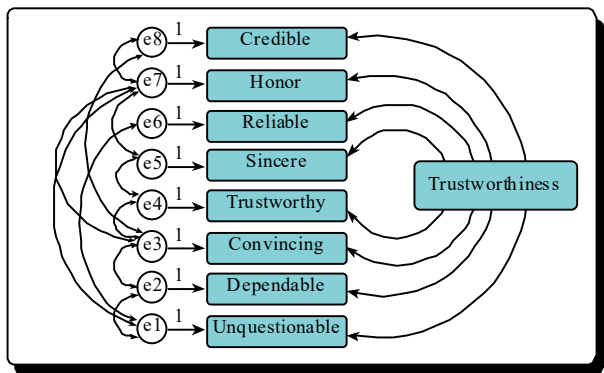 e8 1 Credible
e7 1 Honor
e6 1 Reliable
e5 1 Sincere
Trustworthiness
e4 1 Trustworthy
e3 1 Convincing
e2 1 Dependable
e1 1 Unquestionable